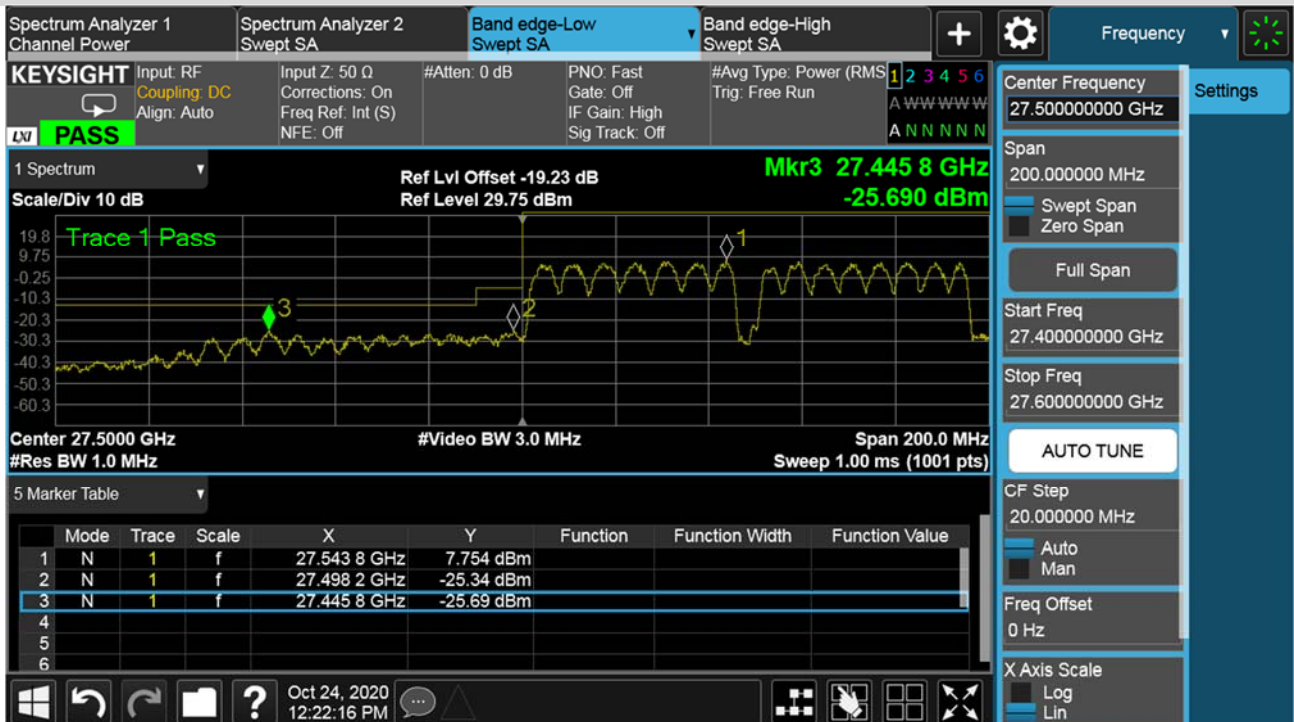 Spectrum Analyzer 1
Channel Power
Spectrum Analyzer 2
Swept SA
Band edge-Low
Swept SA
Band edge-High
Swept SA
+
Frequency
KEYSIGHT
LXI PASS
Input: RF
Coupling: DC
Align: Auto
Input Z: 50 Ω
Corrections: On
Freq Ref: Int (S)
NFE: Off
#Atten: 0 dB
PNO: Fast
Gate: Off
IF Gain: High
Sig Track: Off
#Avg Type: Power (RMS
Trig: Free Run
1 2 3 4 5 6
A W W W W W
A N N N N N
1 Spectrum
Scale/Div 10 dB
Ref Lvl Offset -19.23 dB
Ref Level 29.75 dBm
Mkr3 27.445 8 GHz
-25.690 dBm
Trace 1 Pass
19.8
9.75
-0.25
-10.3
-20.3
-30.3
-40.3
-50.3
-60.3
1
2
3
Center 27.5000 GHz
#Res BW 1.0 MHz
#Video BW 3.0 MHz
Span 200.0 MHz
Sweep 1.00 ms (1001 pts)
5 Marker Table
Mode Trace Scale X Y Function Function Width Function Value
1 N 1 f 27.543 8 GHz 7.754 dBm
2 N 1 f 27.498 2 GHz -25.34 dBm
3 N 1 f 27.445 8 GHz -25.69 dBm
4
5
6
?
Oct 24, 2020
12:22:16 PM
Center Frequency
27.500000000 GHz
Span
200.000000 MHz
Swept Span
Zero Span
Full Span
Start Freq
27.400000000 GHz
Stop Freq
27.600000000 GHz
AUTO TUNE
CF Step
20.000000 MHz
Auto
Man
Freq Offset
0 Hz
X Axis Scale
Log
Lin
Settings